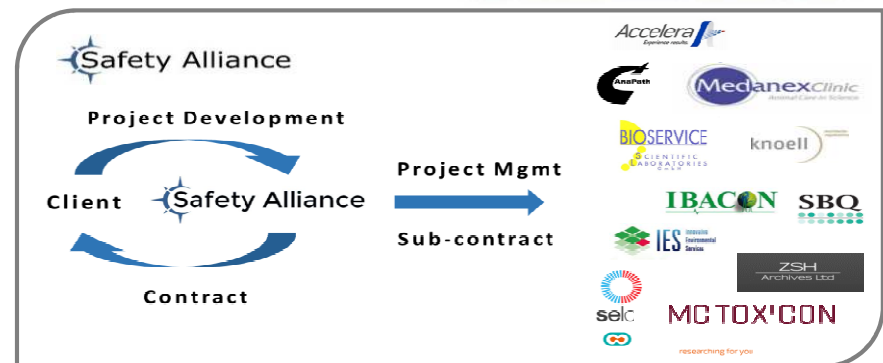 Safety Alliance
Project Development
Client
Safety Alliance
Contract
Project Mgmt
Sub-contract
Accelera
Experience results.
AnaPath
Medanex Clinic
Animal Care in Science
BIOSERVICE
SCIENTIFIC
LABORATORIES
GmbH
knoell
IBACON
SBQ
IES Innovative
Environmental
Services
ZSH
Archives Ltd
selc
MC TOX'CON
researching for you